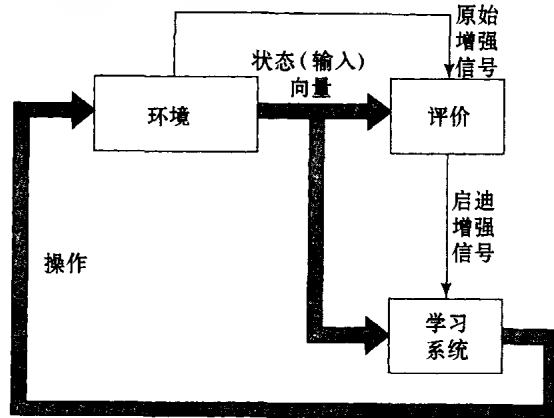 原始
增强
信号
状态(输入)
向量
环境
评价
启迪
增强
信号
操作
学习
系统